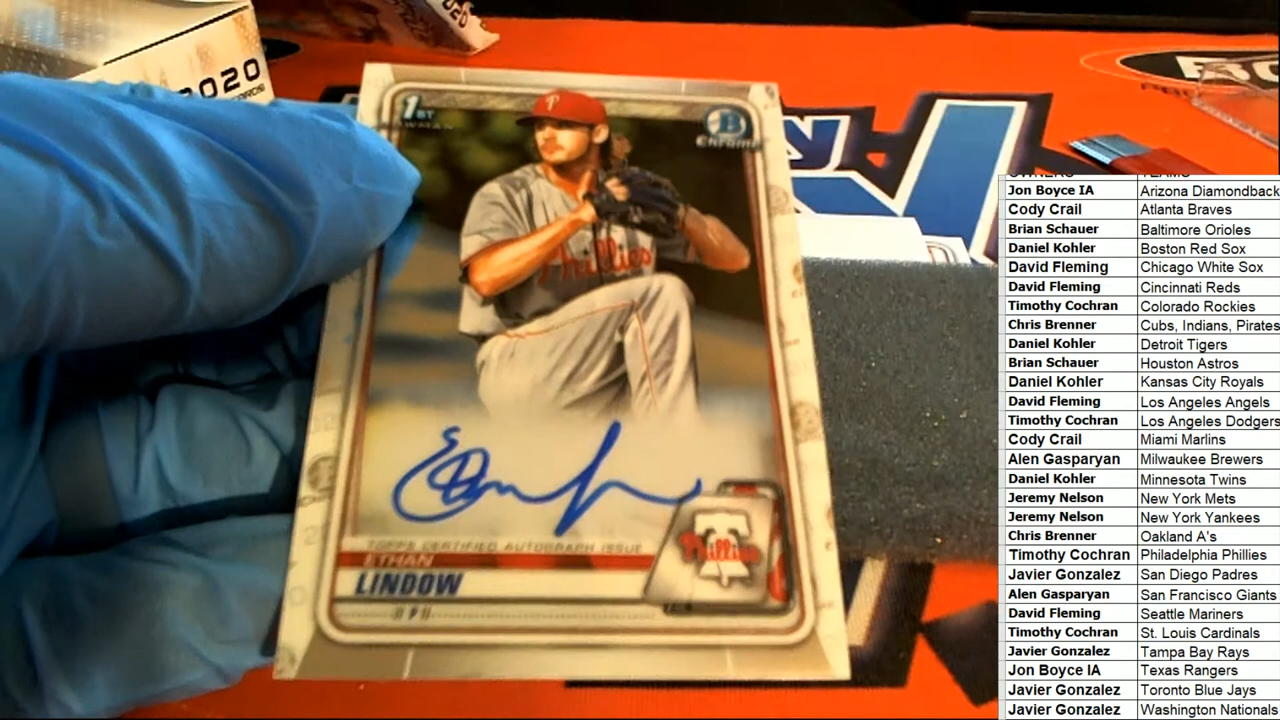 2020
2020
1ST
BOWMAN
B
Chrome
P
Phillies
TOPPS CERTIFIED AUTOGRAPH ISSUE
ETHAN
LINDOW
P
Phillies
OWNERS TEAMS
Jon Boyce IA Arizona Diamondback
Cody Crail Atlanta Braves
Brian Schauer Baltimore Orioles
Daniel Kohler Boston Red Sox
David Fleming Chicago White Sox
David Fleming Cincinnati Reds
Timothy Cochran Colorado Rockies
Chris Brenner Cubs, Indians, Pirates
Daniel Kohler Detroit Tigers
Brian Schauer Houston Astros
Daniel Kohler Kansas City Royals
David Fleming Los Angeles Angels
Timothy Cochran Los Angeles Dodgers
Cody Crail Miami Marlins
Alen Gasparyan Milwaukee Brewers
Daniel Kohler Minnesota Twins
Jeremy Nelson New York Mets
Jeremy Nelson New York Yankees
Chris Brenner Oakland A's
Timothy Cochran Philadelphia Phillies
Javier Gonzalez San Diego Padres
Alen Gasparyan San Francisco Giants
David Fleming Seattle Mariners
Timothy Cochran St. Louis Cardinals
Javier Gonzalez Tampa Bay Rays
Jon Boyce IA Texas Rangers
Javier Gonzalez Toronto Blue Jays
Javier Gonzalez Washington Nationals